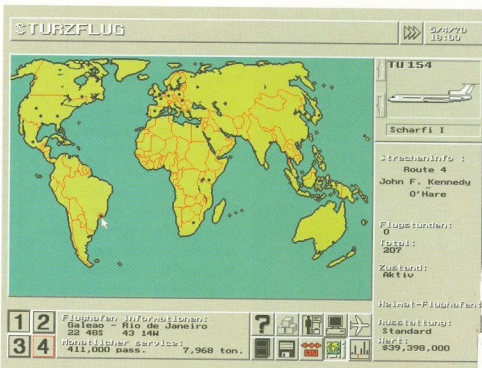 STURZFLUG
5/4/70
18:00
TU 154
Scharfi I
Streckeninfo :
Route 4
John F. Kennedy
–
O'Hare
Flugstunden:
0
Total:
207
Zustand:
Aktiv
Heimat-Flughafen:
Ausstattung:
Standard
Wert:
$39,398,000
1 2
3 4
Flughafen Informationen:
Galeao - Rio de Janeiro
22 48S 43 14W
Monatlicher service:
411,000 pass. 7,968 ton.
?